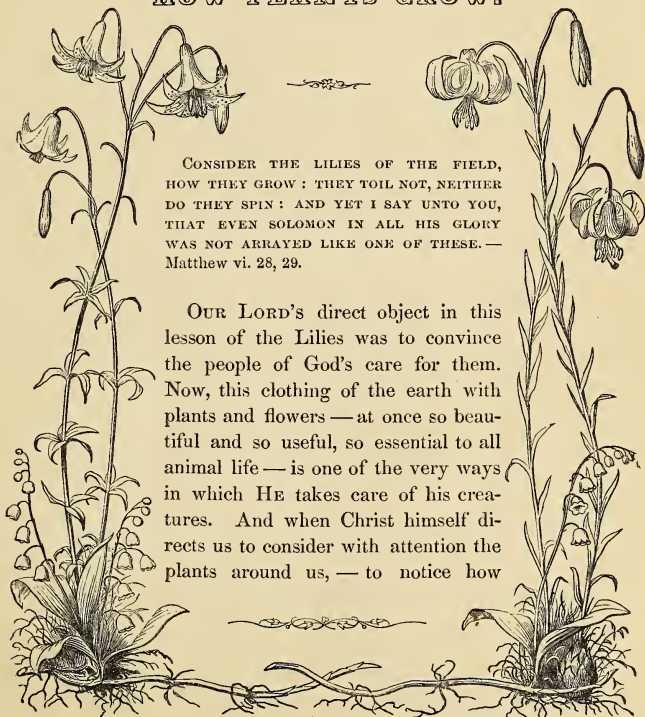 HOW PLANTS GROW.
CONSIDER THE LILIES OF THE FIELD,
HOW THEY GROW : THEY TOIL NOT, NEITHER
DO THEY SPIN : AND YET I SAY UNTO YOU,
THAT EVEN SOLOMON IN ALL HIS GLORY
WAS NOT ARRAYED LIKE ONE OF THESE. —
Matthew vi. 28, 29.
OUR LORD'S direct object in this
lesson of the Lilies was to convince
the people of God's care for them.
Now, this clothing of the earth with
plants and flowers — at once so beau-
tiful and so useful, so essential to all
animal life — is one of the very ways
in which HE takes care of his crea-
tures. And when Christ himself di-
rects us to consider with attention the
plants around us, — to notice how